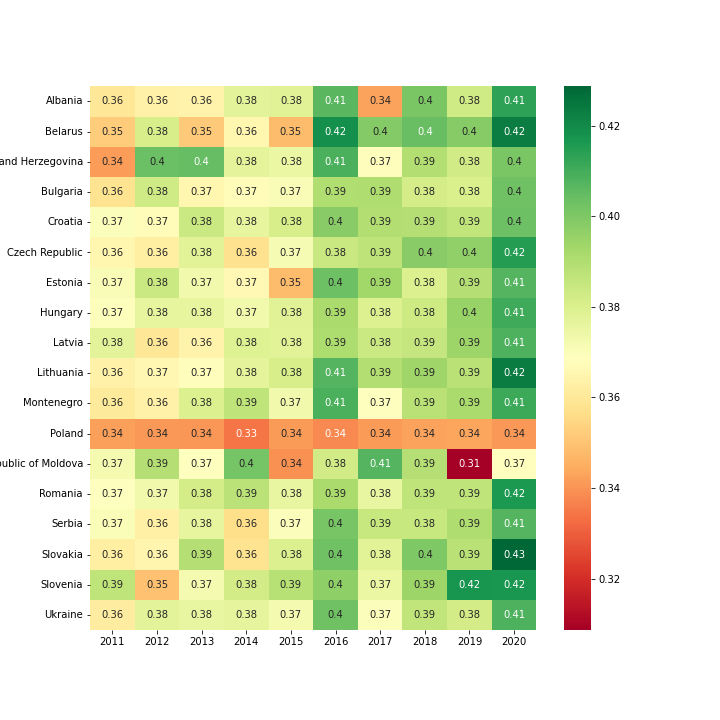 Albania 0.36 0.36 0.36 0.38 0.38 0.41 0.34 0.4 0.38 0.41
Belarus 0.35 0.38 0.35 0.36 0.35 0.42 0.4 0.4 0.4 0.42
and Herzegovina 0.34 0.4 0.4 0.38 0.38 0.41 0.37 0.39 0.38 0.4
Bulgaria 0.36 0.38 0.37 0.37 0.37 0.39 0.39 0.38 0.38 0.4
Croatia 0.37 0.37 0.38 0.38 0.38 0.4 0.39 0.39 0.39 0.4
Czech Republic 0.36 0.36 0.38 0.36 0.37 0.38 0.39 0.4 0.4 0.42
Estonia 0.37 0.38 0.37 0.37 0.35 0.4 0.39 0.38 0.39 0.41
Hungary 0.37 0.38 0.38 0.37 0.38 0.39 0.38 0.38 0.4 0.41
Latvia 0.38 0.36 0.36 0.38 0.38 0.39 0.38 0.39 0.39 0.41
Lithuania 0.36 0.37 0.37 0.38 0.38 0.41 0.39 0.39 0.39 0.42
Montenegro 0.36 0.36 0.38 0.39 0.37 0.41 0.37 0.39 0.39 0.41
Poland 0.34 0.34 0.34 0.33 0.34 0.34 0.34 0.34 0.34 0.34
public of Moldova 0.37 0.39 0.37 0.4 0.34 0.38 0.41 0.39 0.31 0.37
Romania 0.37 0.37 0.38 0.39 0.38 0.39 0.38 0.39 0.39 0.42
Serbia 0.37 0.36 0.38 0.36 0.37 0.4 0.39 0.38 0.39 0.41
Slovakia 0.36 0.36 0.39 0.36 0.38 0.4 0.38 0.4 0.39 0.43
Slovenia 0.39 0.35 0.37 0.38 0.39 0.4 0.37 0.39 0.42 0.42
Ukraine 0.36 0.38 0.38 0.38 0.37 0.4 0.37 0.39 0.38 0.41
2011 2012 2013 2014 2015 2016 2017 2018 2019 2020
0.42
0.40
0.38
0.36
0.34
0.32